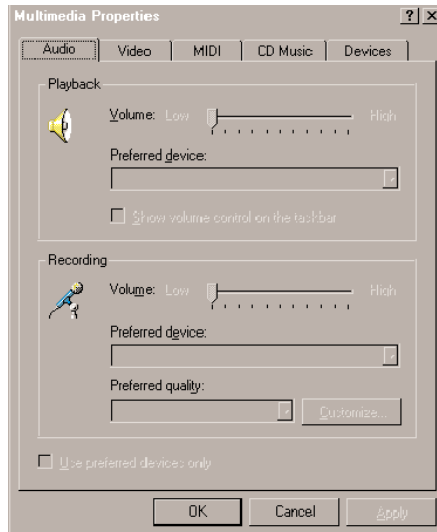 Multimedia Properties
Audio Video MIDI CD Music Devices
Playback
Volume: Low High
Preferred device:
Show volume control on the taskbar
Recording
Volume: Low High
Preferred device:
Preferred quality:
Customize...
Use preferred devices only
OK Cancel Apply